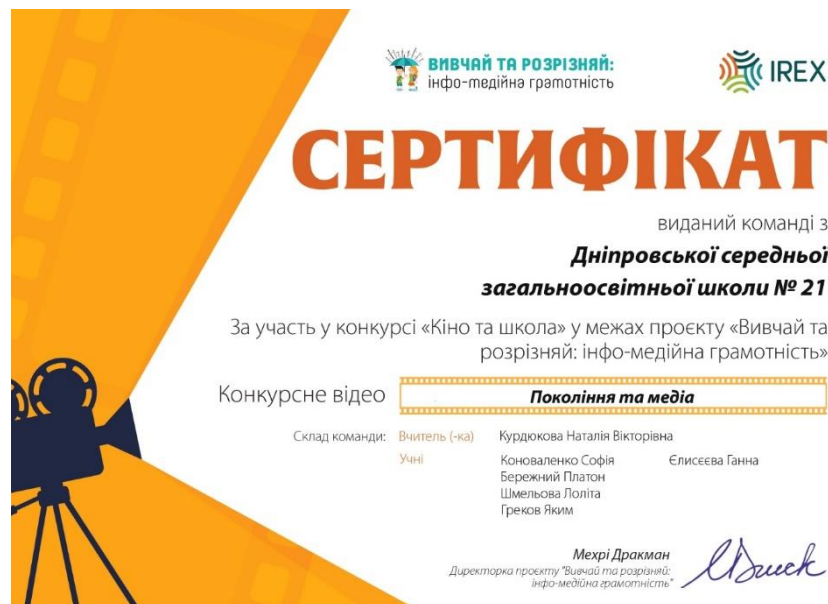 ВИВЧАЙ ТА РОЗРІЗНЯЙ:
інфо-медійна грамотність
IREX
СЕРТИФІКАТ
виданий команді з
Дніпровської середньої
загальноосвітньої школи № 21
За участь у конкурсі «Кіно та школа» у межах проєкту «Вивчай та
розрізняй: інфо-медійна грамотність»
Конкурсне відео Покоління та медіа
Склад команди: Вчитель (-ка) Курдюкова Наталія Вікторівна
Учні Коноваленко Софія Єлисєєва Ганна
Бережний Платон
Шмельова Лоліта
Греков Яким
Мехрі Дракман
Директорка проєкту "Вивчай та розрізняй:
інфо-медійна грамотність"